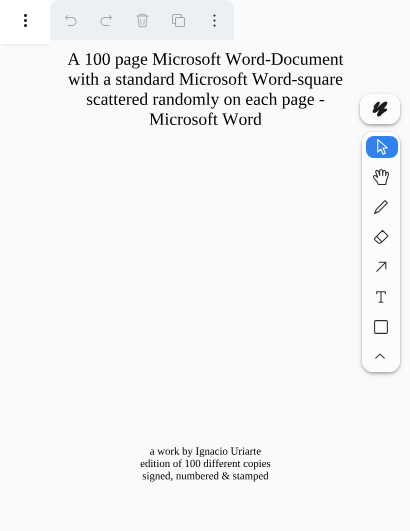 A 100 page Microsoft Word-Document
with a standard Microsoft Word-square
scattered randomly on each page -
Microsoft Word
T
a work by Ignacio Uriarte
edition of 100 different copies
signed, numbered & stamped